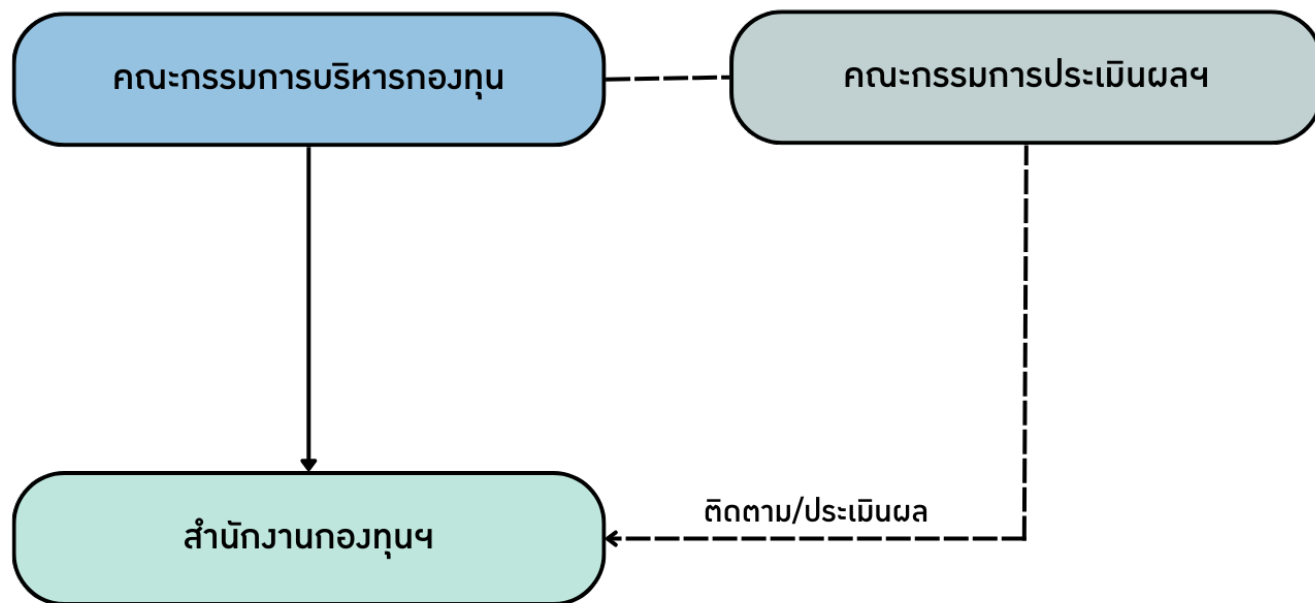 คณะกรรมการบริหารกองทุน
คณะกรรมการประเมินผลฯ
สำนักงานกองทุนฯ
ติดตาม/ประเมินผล